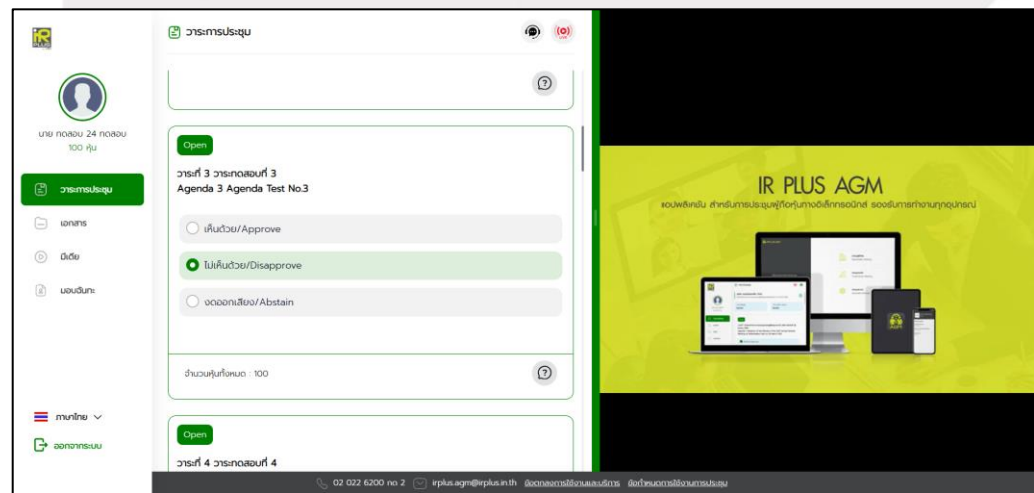 iR
PLUS
วาระการประชุม
LIVE
นาย ทดสอบ 24 ทดสอบ
100 หุ้น
วาระการประชุม
เอกสาร
มีเดีย
มอบฉันทะ
ภาษาไทย
ออกจากระบบ
Open
วาระที่ 3 วาระทดสอบที่ 3
Agenda 3 Agenda Test No.3
เห็นด้วย/Approve
ไม่เห็นด้วย/Disapprove
งดออกเสียง/Abstain
จำนวนหุ้นทั้งหมด : 100
Open
วาระที่ 4 วาระทดสอบที่ 4
IR PLUS AGM
แอปพลิเคชัน สำหรับการประชุมผู้ถือหุ้นทางอิเล็กทรอนิกส์ รองรับการทำงานทุกอุปกรณ์
AGM
02 022 6200 กด 2 irplus.agm@irplus.in.th ข้อตกลงการใช้งานและบริการ ข้อกำหนดการใช้งานการประชุม